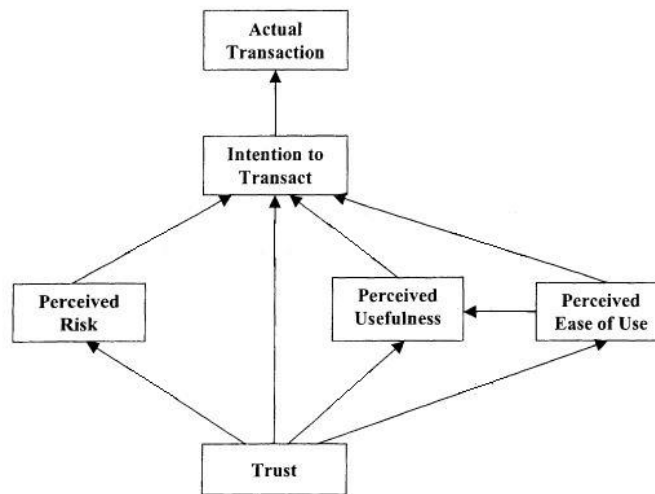 Actual
Transaction
Intention to
Transact
Perceived
Risk
Perceived
Usefulness
Perceived
Ease of Use
Trust